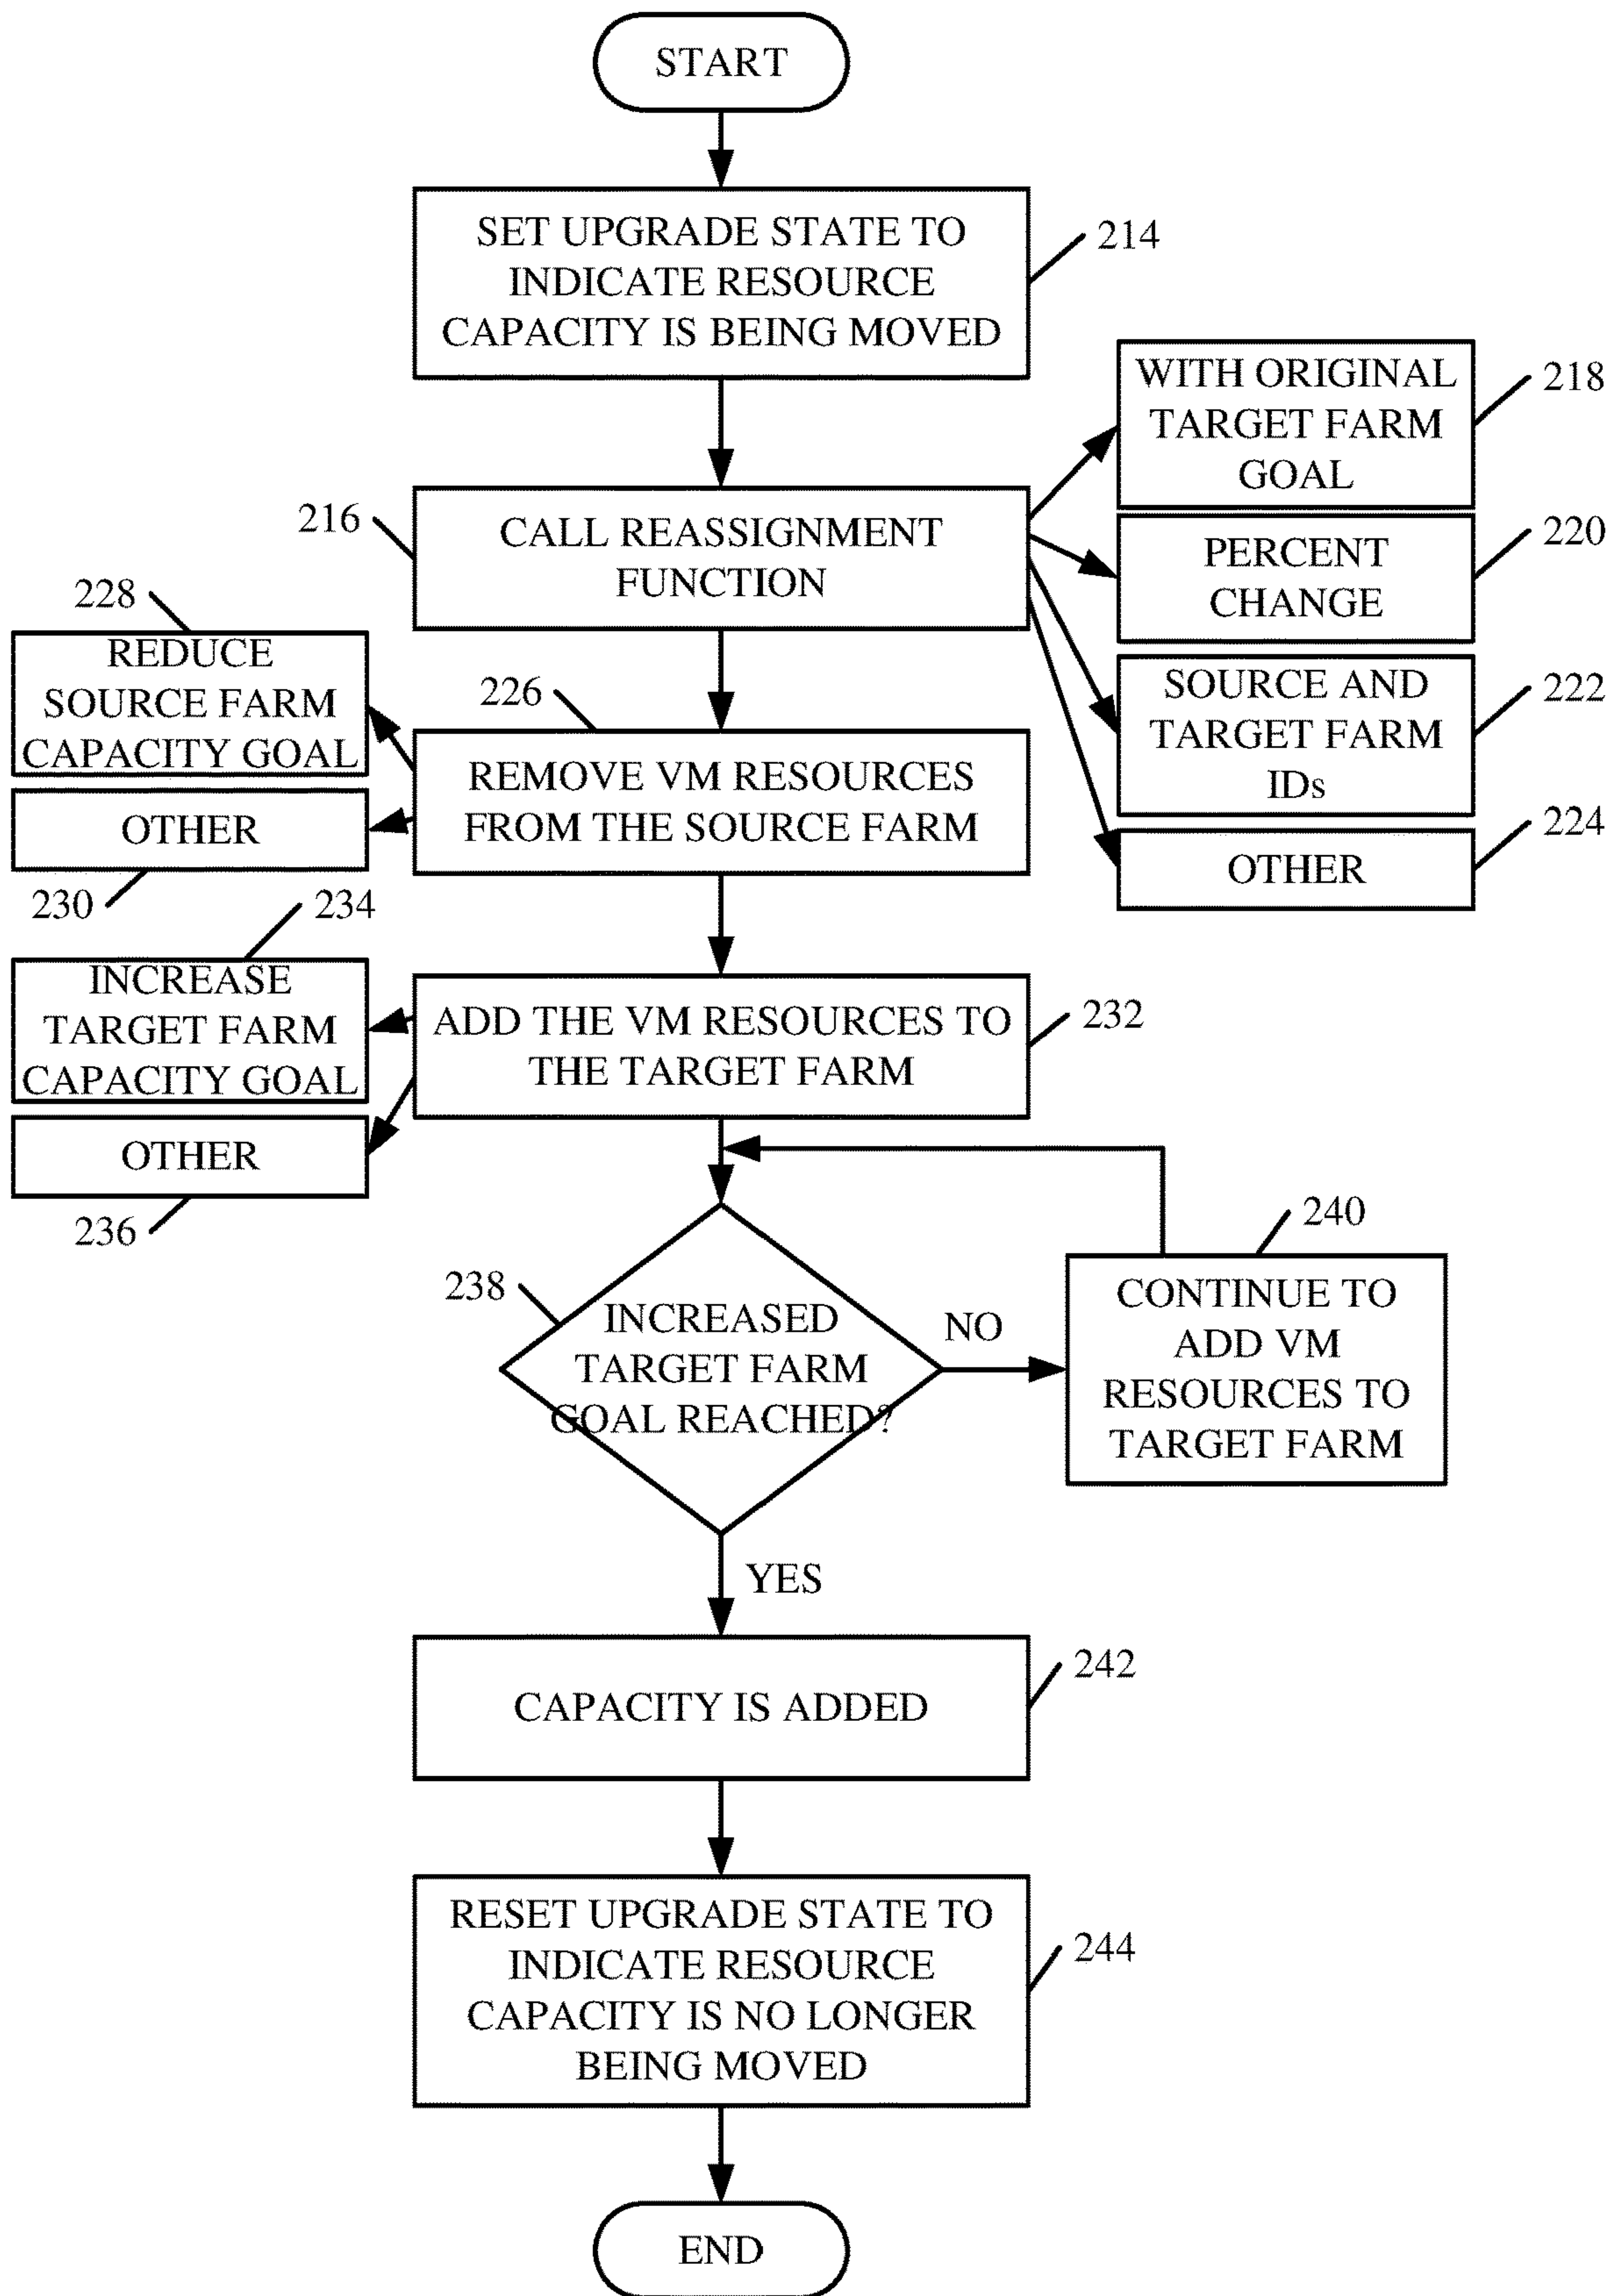 START
SET UPGRADE STATE TO
INDICATE RESOURCE
CAPACITY IS BEING MOVED
214
WITH ORIGINAL
TARGET FARM
GOAL
218
216
CALL REASSIGNMENT
FUNCTION
PERCENT
CHANGE
220
228
REDUCE
SOURCE FARM
CAPACITY GOAL
SOURCE AND
TARGET FARM
IDs
222
226
REMOVE VM RESOURCES
FROM THE SOURCE FARM
OTHER
230
OTHER
224
234
INCREASE
TARGET FARM
CAPACITY GOAL
ADD THE VM RESOURCES TO
THE TARGET FARM
232
OTHER
236
238
INCREASED
TARGET FARM
GOAL REACHED?
NO
240
CONTINUE TO
ADD VM
RESOURCES TO
TARGET FARM
YES
CAPACITY IS ADDED
242
RESET UPGRADE STATE TO
INDICATE RESOURCE
CAPACITY IS NO LONGER
BEING MOVED
244
END